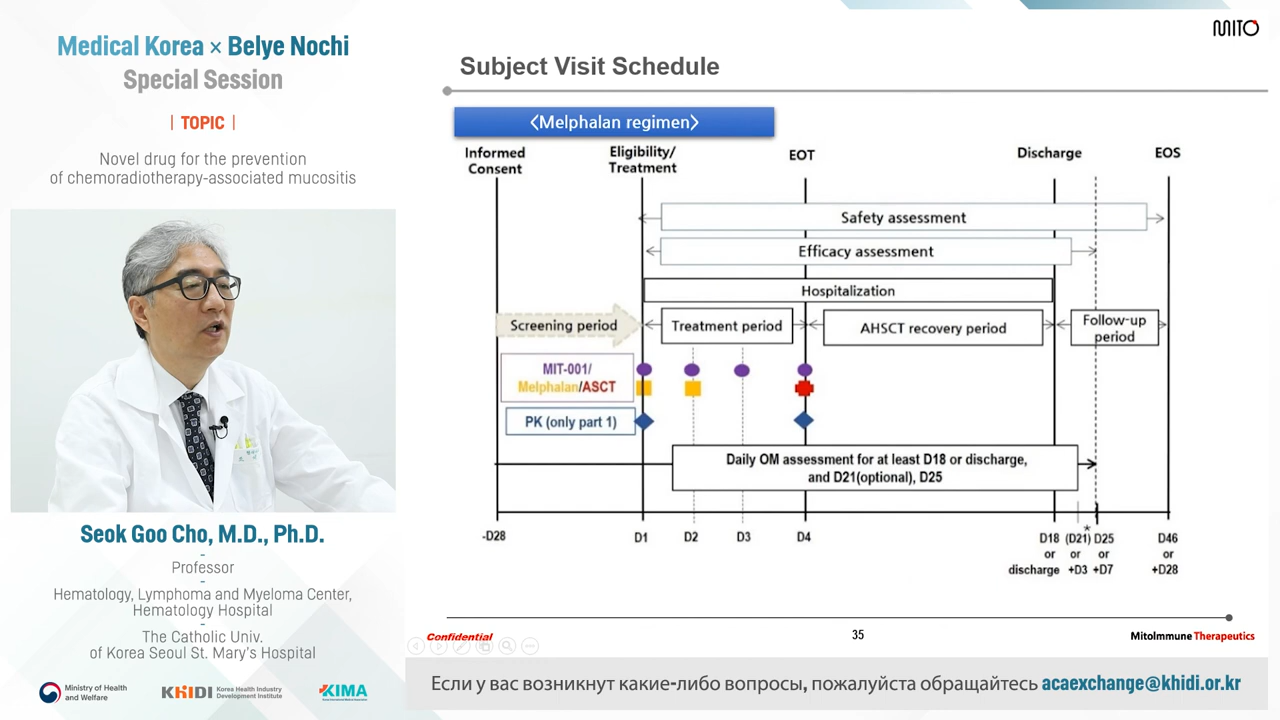 Medical Korea × Belye Nochi
Special Session
| TOPIC |
Novel drug for the prevention
of chemoradiotherapy-associated mucositis
Seok Goo Cho, M.D., Ph.D.
Professor
Hematology, Lymphoma and Myeloma Center,
Hematology Hospital
The Catholic Univ.
of Korea Seoul St. Mary's Hospital
Ministry of Health
and Welfare
KHIDI Korea Health Industry
Development Institute
KIMA
MITO
Subject Visit Schedule
<Melphalan regimen>
Informed
Consent
Eligibility/
Treatment
EOT
Discharge
EOS
Safety assessment
Efficacy assessment
Hospitalization
Screening period
Treatment period
AHSCT recovery period
Follow-up
period
MIT-001/
Melphalan/ASCT
PK (only part 1)
Daily OM assessment for at least D18 or discharge,
and D21(optional), D25
-D28
D1
D2
D3
D4
D18
or
discharge
(D21)*
or
+D3
D25
or
+D7
D46
or
+D28
Confidential
35
MitoImmune Therapeutics
Если у вас возникнут какие-либо вопросы, пожалуйста обращайтесь acaexchange@khidi.or.kr